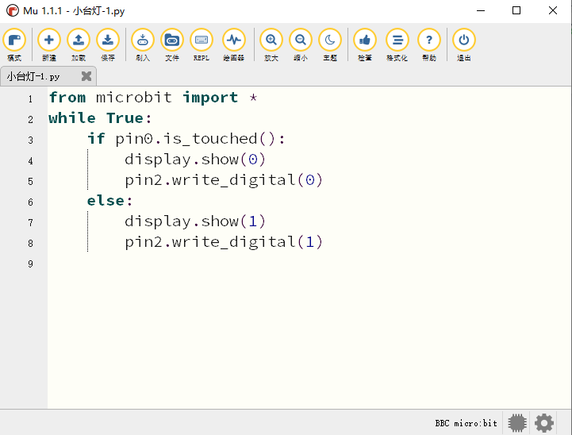 Mu 1.1.1 - 小台灯-1.py
模式 新建 加载 保存 刷入 文件 REPL 绘图器 放大 缩小 主题 检查 格式化 帮助 退出
小台灯-1.py
1 from microbit import *
2 while True:
3     if pin0.is_touched():
4         display.show(0)
5         pin2.write_digital(0)
6     else:
7         display.show(1)
8         pin2.write_digital(1)
9
BBC micro:bit